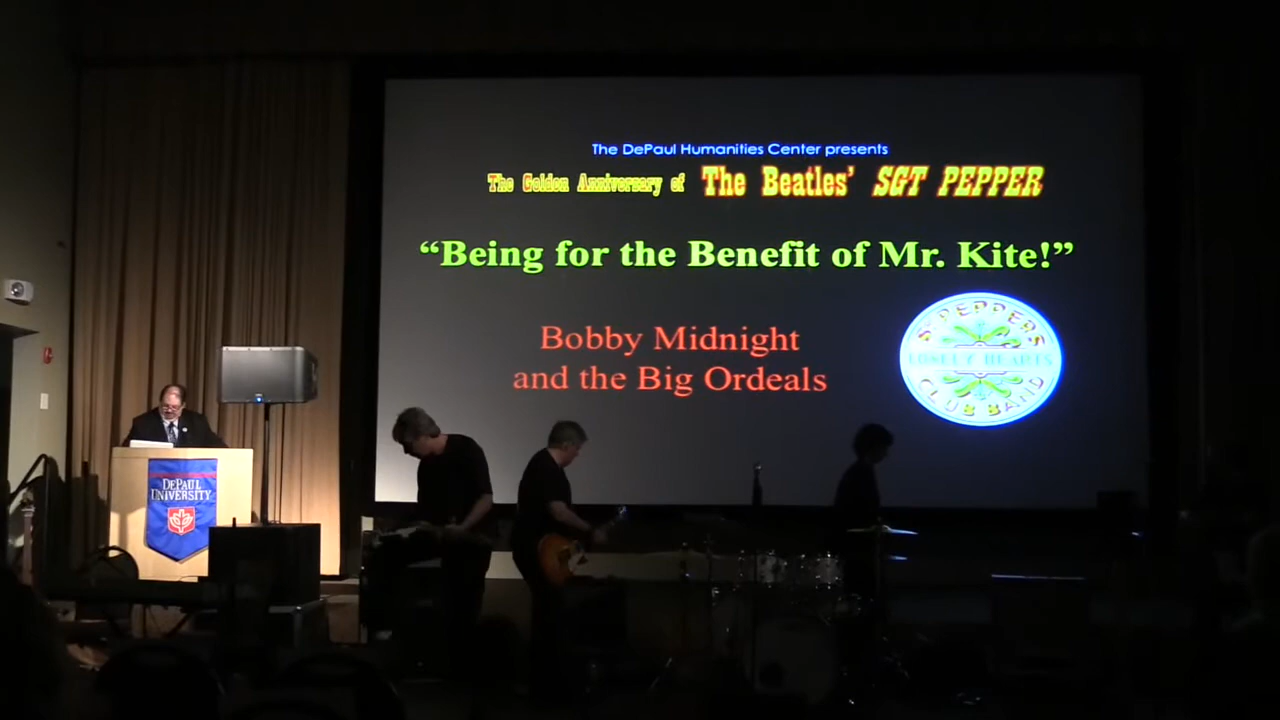 The DePaul Humanities Center presents
The Golden Anniversary of The Beatles' SGT PEPPER
“Being for the Benefit of Mr. Kite!”
Bobby Midnight
and the Big Ordeals
SGT PEPPERS
LONELY HEARTS
CLUB BAND
DEPAUL
UNIVERSITY